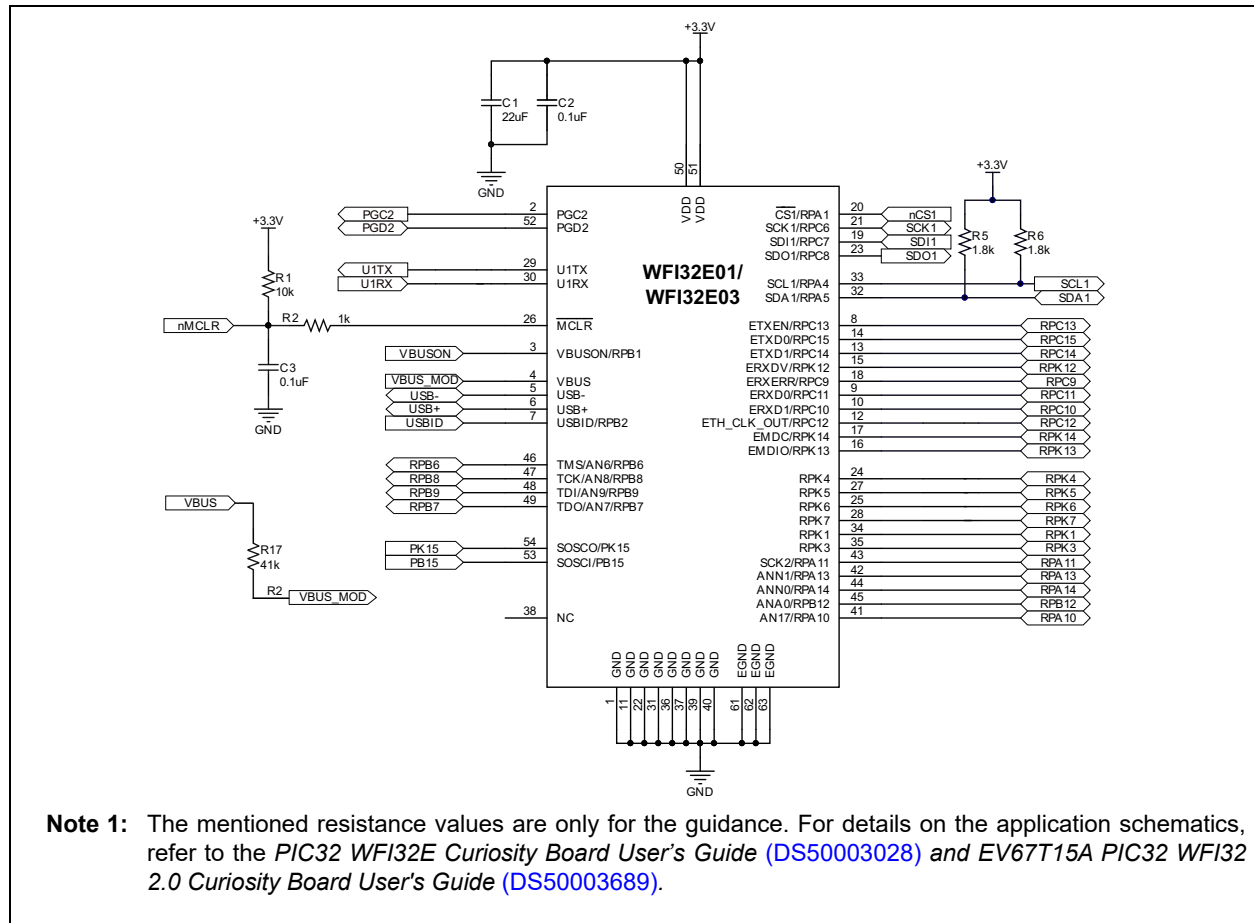 +3.3V
C1
22uF
C2
0.1uF
GND
50
51
VDD
VDD
WFI32E01/
WFI32E03
PGC2 2 PGC2
PGD2 52 PGD2
U1TX 29 U1TX
U1RX 30 U1RX
+3.3V
R1
10k
nMCLR R2 1k 26 MCLR
C3
0.1uF
GND
VBUSON 3 VBUSON/RPB1
VBUS_MOD 4 VBUS
USB- 5 USB-
USB+ 6 USB+
USBID 7 USBID/RPB2
RPB6 46 TMS/AN6/RPB6
RPB8 47 TCK/AN8/RPB8
RPB9 48 TDI/AN9/RPB9
RPB7 49 TDO/AN7/RPB7
VBUS
R17
41k
R2 VBUS_MOD
PK15 54 SOSCO/PK15
PB15 53 SOSCI/PB15
38 NC
+3.3V
R5
1.8k
R6
1.8k
CS1/RPA1 20 nCS1
SCK1/RPC6 21 SCK1
SDI1/RPC7 19 SDI1
SDO1/RPC8 23 SDO1
SCL1/RPA4 33 SCL1
SDA1/RPA5 32 SDA1
ETXEN/RPC13 8 RPC13
ETXD0/RPC15 14 RPC15
ETXD1/RPC14 13 RPC14
ERXDV/RPK12 15 RPK12
ERXERR/RPC9 18 RPC9
ERXD0/RPC11 9 RPC11
ERXD1/RPC10 10 RPC10
ETH_CLK_OUT/RPC12 12 RPC12
EMDC/RPK14 17 RPK14
EMDIO/RPK13 16 RPK13
RPK4 24 RPK4
RPK5 27 RPK5
RPK6 25 RPK6
RPK7 28 RPK7
RPK1 34 RPK1
RPK3 35 RPK3
SCK2/RPA11 43 RPA11
ANN1/RPA13 42 RPA13
ANN0/RPA14 44 RPA14
ANA0/RPB12 45 RPB12
AN17/RPA10 41 RPA10
GND GND GND GND GND GND GND GND EGND EGND EGND
1 11 22 31 36 37 39 40 61 62 63
GND
Note 1: The mentioned resistance values are only for the guidance. For details on the application schematics,
refer to the PIC32 WFI32E Curiosity Board User’s Guide (DS50003028) and EV67T15A PIC32 WFI32
2.0 Curiosity Board User's Guide (DS50003689).